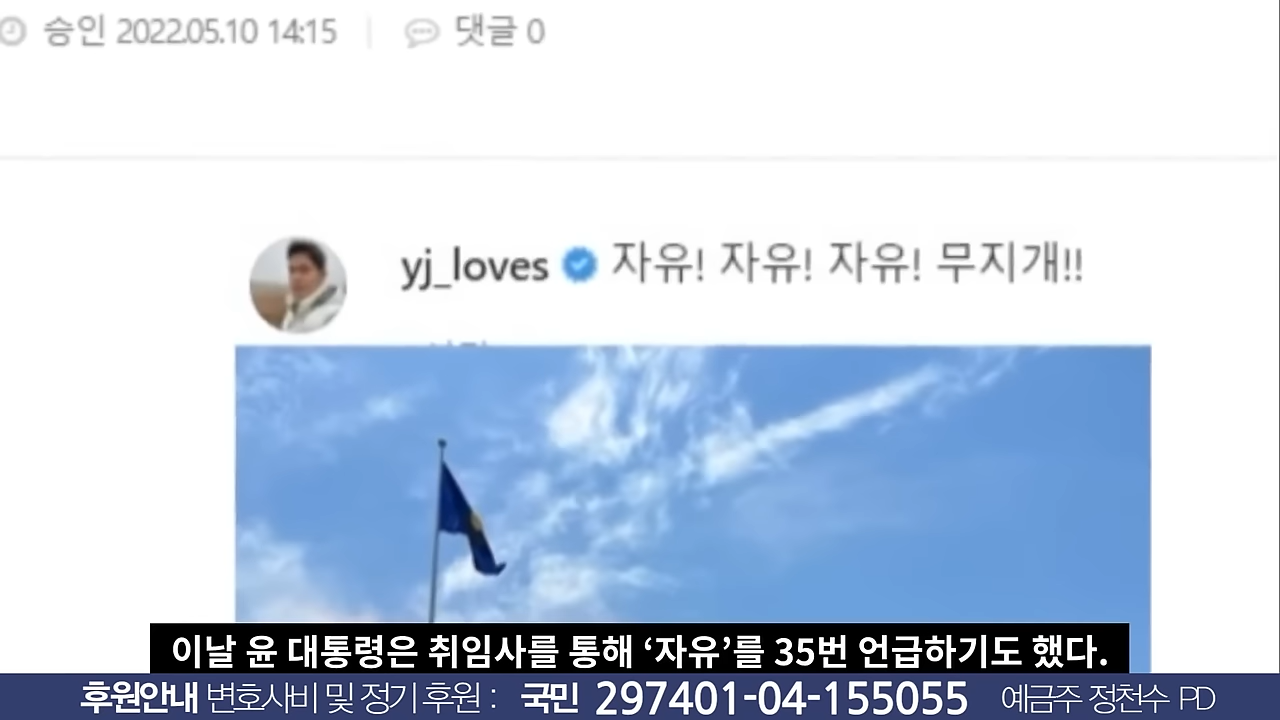 승인 2022.05.10 14:15 댓글 0
yj_loves 자유! 자유! 자유! 무지개!!
이날 윤 대통령은 취임사를 통해 ‘자유’를 35번 언급하기도 했다.
후원안내 변호사비 및 정기 후원 : 국민 297401-04-155055 예금주 정천수 PD